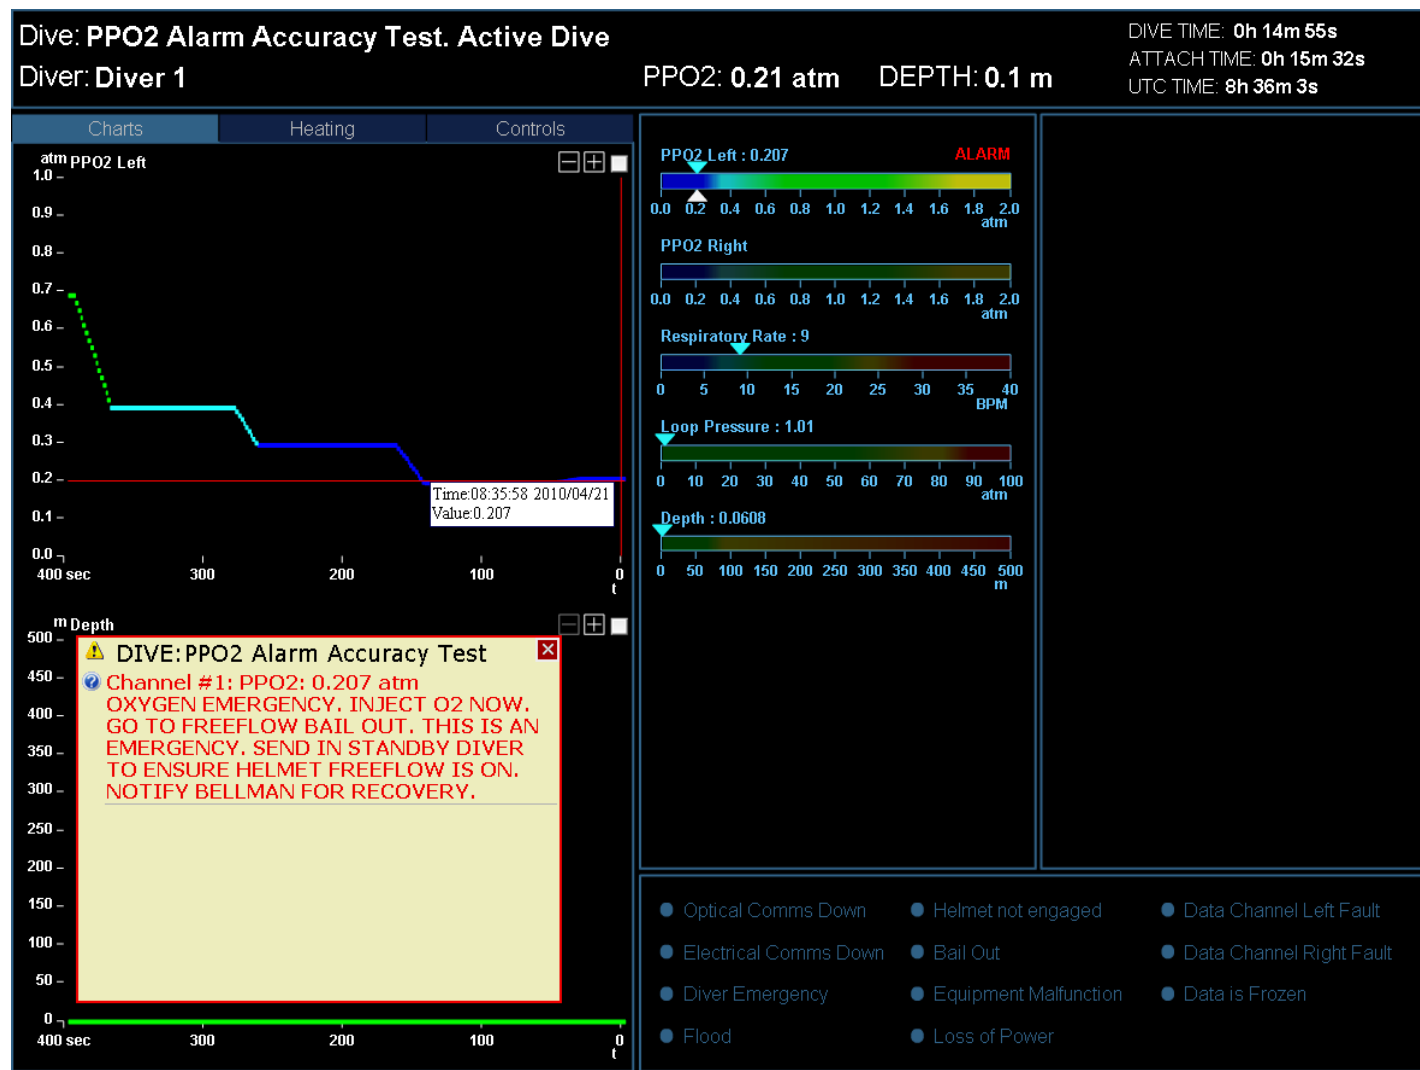 Dive: PPO2 Alarm Accuracy Test. Active Dive
Diver: Diver 1
PPO2: 0.21 atm DEPTH: 0.1 m
DIVE TIME: 0h 14m 55s
ATTACH TIME: 0h 15m 32s
UTC TIME: 8h 36m 3s
Charts Heating Controls
atm PPO2 Left
1.0
0.9
0.8
0.7
0.6
0.5
0.4
0.3
0.2
0.1
0.0
400 sec 300 200 100 0
t
Time:08:35:58 2010/04/21
Value:0.207
m Depth
500
450
400
350
300
250
200
150
100
50
0
400 sec 300 200 100 0
t
DIVE:PPO2 Alarm Accuracy Test
Channel #1: PPO2: 0.207 atm
OXYGEN EMERGENCY. INJECT O2 NOW.
GO TO FREEFLOW BAIL OUT. THIS IS AN
EMERGENCY. SEND IN STANDBY DIVER
TO ENSURE HELMET FREEFLOW IS ON.
NOTIFY BELLMAN FOR RECOVERY.
PPO2 Left : 0.207 ALARM
0.0 0.2 0.4 0.6 0.8 1.0 1.2 1.4 1.6 1.8 2.0
atm
PPO2 Right
0.0 0.2 0.4 0.6 0.8 1.0 1.2 1.4 1.6 1.8 2.0
atm
Respiratory Rate : 9
0 5 10 15 20 25 30 35 40
BPM
Loop Pressure : 1.01
0 10 20 30 40 50 60 70 80 90 100
atm
Depth : 0.0608
0 50 100 150 200 250 300 350 400 450 500
m
Optical Comms Down Helmet not engaged Data Channel Left Fault
Electrical Comms Down Bail Out Data Channel Right Fault
Diver Emergency Equipment Malfunction Data is Frozen
Flood Loss of Power